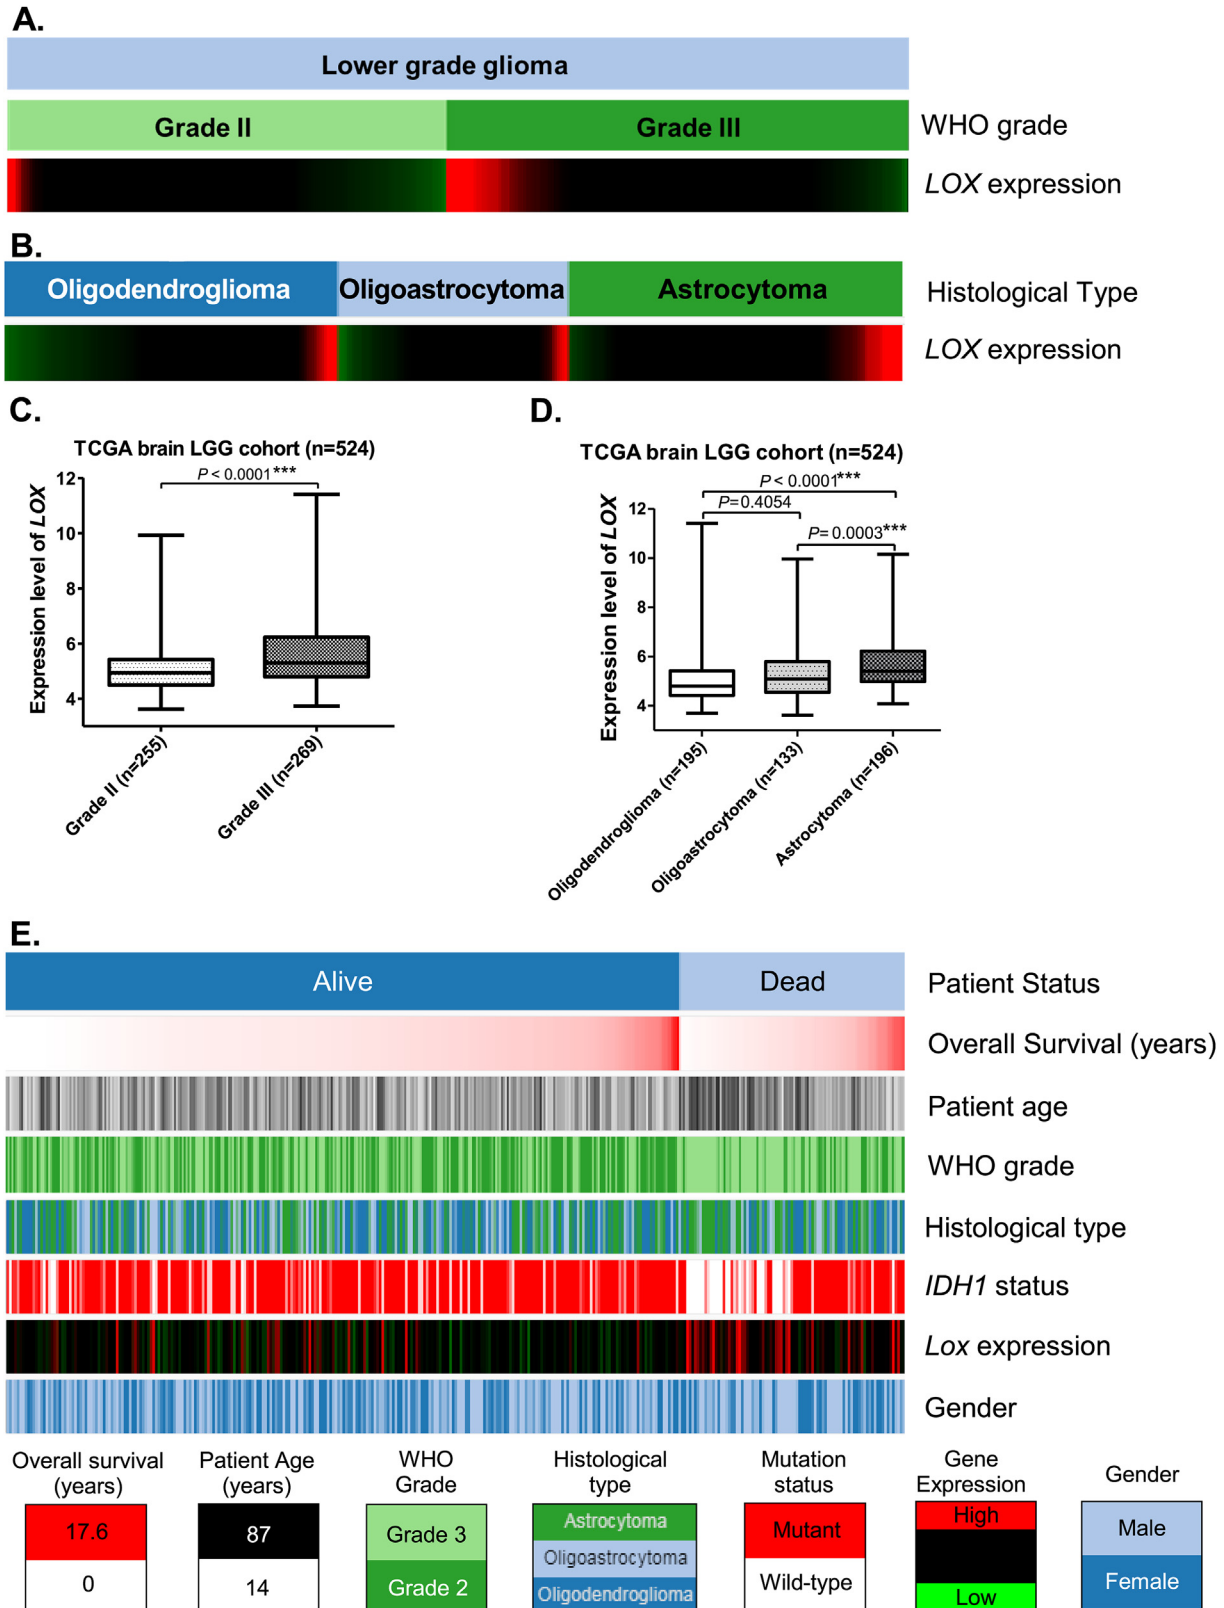 A.
Lower grade glioma
Grade II
Grade III
WHO grade
LOX expression
B.
Oligodendroglioma
Oligoastrocytoma
Astrocytoma
Histological Type
LOX expression
C.
TCGA brain LGG cohort (n=524)
P < 0.0001***
Expression level of LOX
12
10
8
6
4
Grade II (n=255)
Grade III (n=269)
D.
TCGA brain LGG cohort (n=524)
P < 0.0001***
P=0.4054
P= 0.0003***
Expression level of LOX
12
10
8
6
4
Oligodendroglioma (n=195)
Oligoastrocytoma (n=133)
Astrocytoma (n=196)
E.
Alive
Dead
Patient Status
Overall Survival (years)
Patient age
WHO grade
Histological type
IDH1 status
Lox expression
Gender
Overall survival
(years)
17.6
0
Patient Age
(years)
87
14
WHO
Grade
Grade 3
Grade 2
Histological
type
Astrocytoma
Oligoastrocytoma
Oligodendroglioma
Mutation
status
Mutant
Wild-type
Gene
Expression
High
Low
Gender
Male
Female